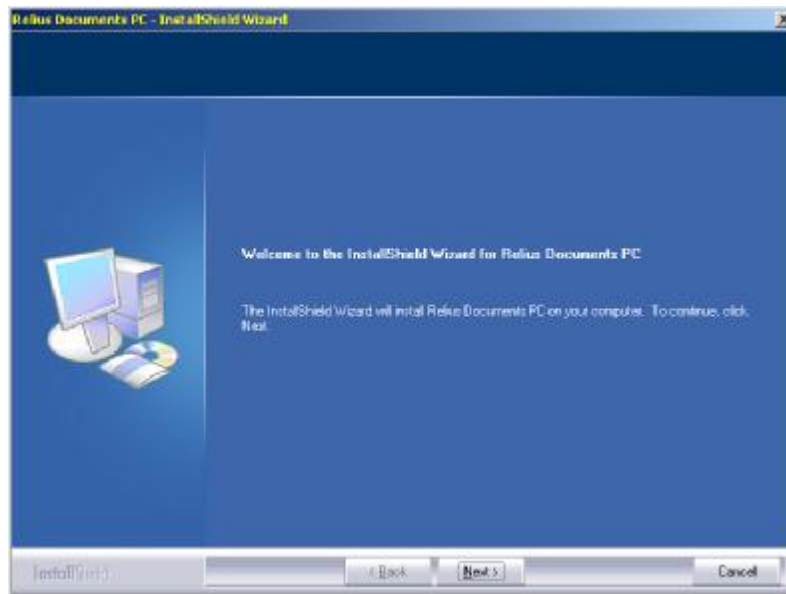 Relius Documents PC - InstallShield Wizard
Welcome to the InstallShield Wizard for Relius Documents PC
The InstallShield Wizard will install Relius Documents PC on your computer. To continue, click
Next.
InstallShield
< Back
Next >
Cancel